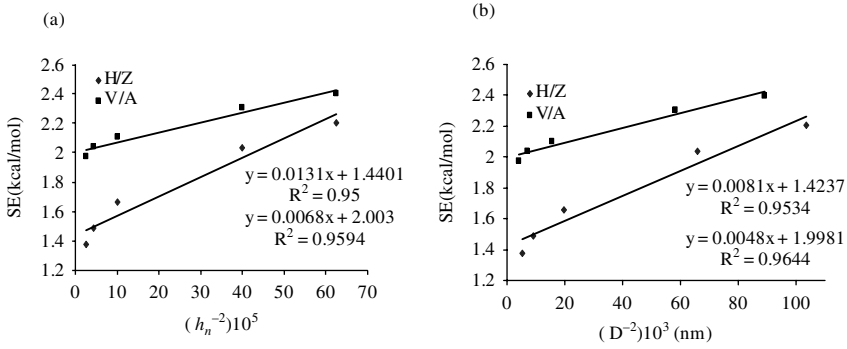 (a)
2.6
2.4
2.2
2
1.8
1.6
1.4
1.2
SE(kcal/mol)
H/Z
V/A
y = 0.0131x + 1.4401
R² = 0.95
y = 0.0068x + 2.003
R² = 0.9594
0 10 20 30 40 50 60 70
(hₙ⁻²)10⁵
(b)
2.6
2.4
2.2
2
1.8
1.6
1.4
1.2
SE(kcal/mol)
H/Z
V/A
y = 0.0081x + 1.4237
R² = 0.9534
y = 0.0048x + 1.9981
R² = 0.9644
0 20 40 60 80 100
(D⁻²)10³ (nm)